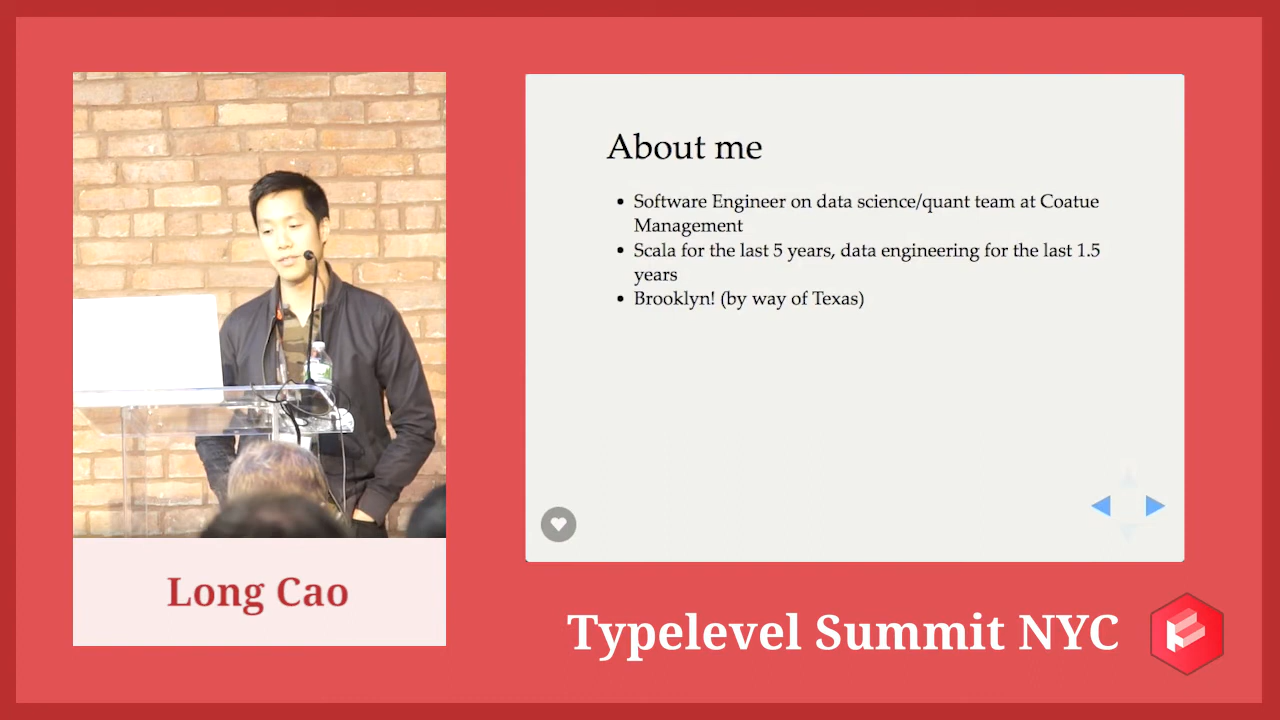 About me
• Software Engineer on data science/quant team at Coatue
Management
• Scala for the last 5 years, data engineering for the last 1.5
years
• Brooklyn! (by way of Texas)
Long Cao
Typelevel Summit NYC